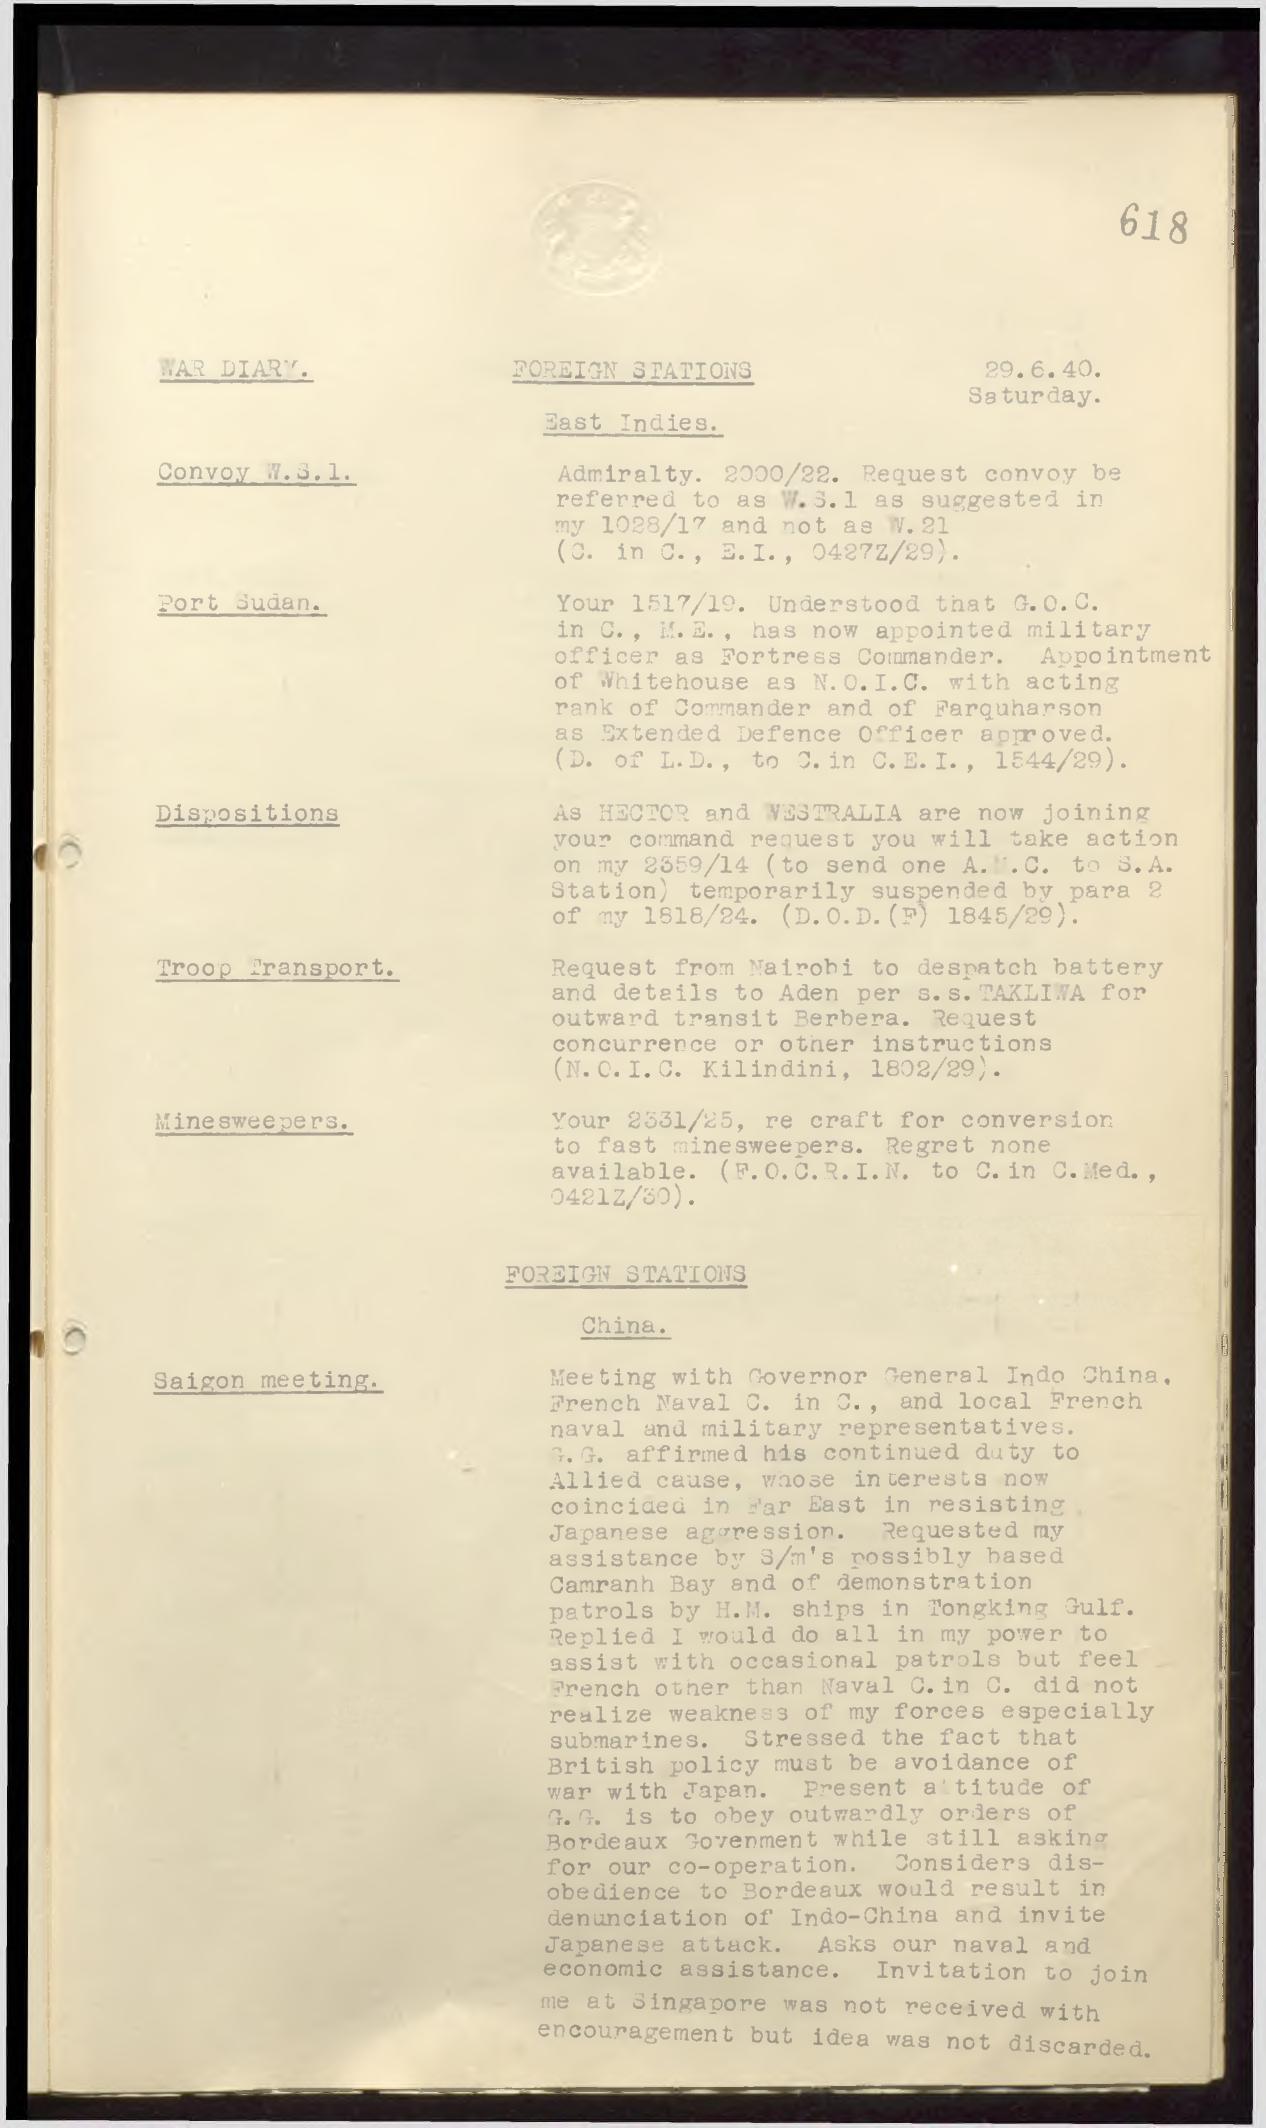 618
WAR DIARY. FOREIGN STATIONS 29.6.40.
Saturday.
East Indies.
Convoy W.S.1. Admiralty. 2000/22. Request convoy be
referred to as W.S.1 as suggested in
my 1028/17 and not as W.21
(C. in C., E.I., 0427Z/29).
Port Sudan. Your 1517/19. Understood that G.O.C.
in C., M.E., has now appointed military
officer as Fortress Commander. Appointment
of Whitehouse as N.O.I.C. with acting
rank of Commander and of Farquharson
as Extended Defence Officer approved.
(D. of L.D., to C.in C.E.I., 1544/29).
Dispositions As HECTOR and WESTRALIA are now joining
your command request you will take action
on my 2359/14 (to send one A. .C. to S.A.
Station) temporarily suspended by para 2
of my 1818/24. (D.O.D.(F) 1845/29).
Troop Transport. Request from Nairobi to despatch battery
and details to Aden per s.s.TAKLIWA for
outward transit Berbera. Request
concurrence or other instructions
(N.O.I.C. Kilindini, 1802/29).
Minesweepers. Your 2331/25, re craft for conversion
to fast minesweepers. Regret none
available. (F.O.C.R.I.N. to C.in C.Med.,
0421Z/30).
FOREIGN STATIONS
China.
Saigon meeting. Meeting with Governor General Indo China,
French Naval C. in C., and local French
naval and military representatives.
G.G. affirmed his continued duty to
Allied cause, whose interests now
coincided in Far East in resisting
Japanese aggression. Requested my
assistance by S/m's possibly based
Camranh Bay and of demonstration
patrols by H.M. ships in Tongking Gulf.
Replied I would do all in my power to
assist with occasional patrols but feel
French other than Naval C.in C. did not
realize weakness of my forces especially
submarines. Stressed the fact that
British policy must be avoidance of
war with Japan. Present attitude of
G.G. is to obey outwardly orders of
Bordeaux Govenment while still asking
for our co-operation. Considers dis-
obedience to Bordeaux would result in
denunciation of Indo-China and invite
Japanese attack. Asks our naval and
economic assistance. Invitation to join
me at Singapore was not received with
encouragement but idea was not discarded.